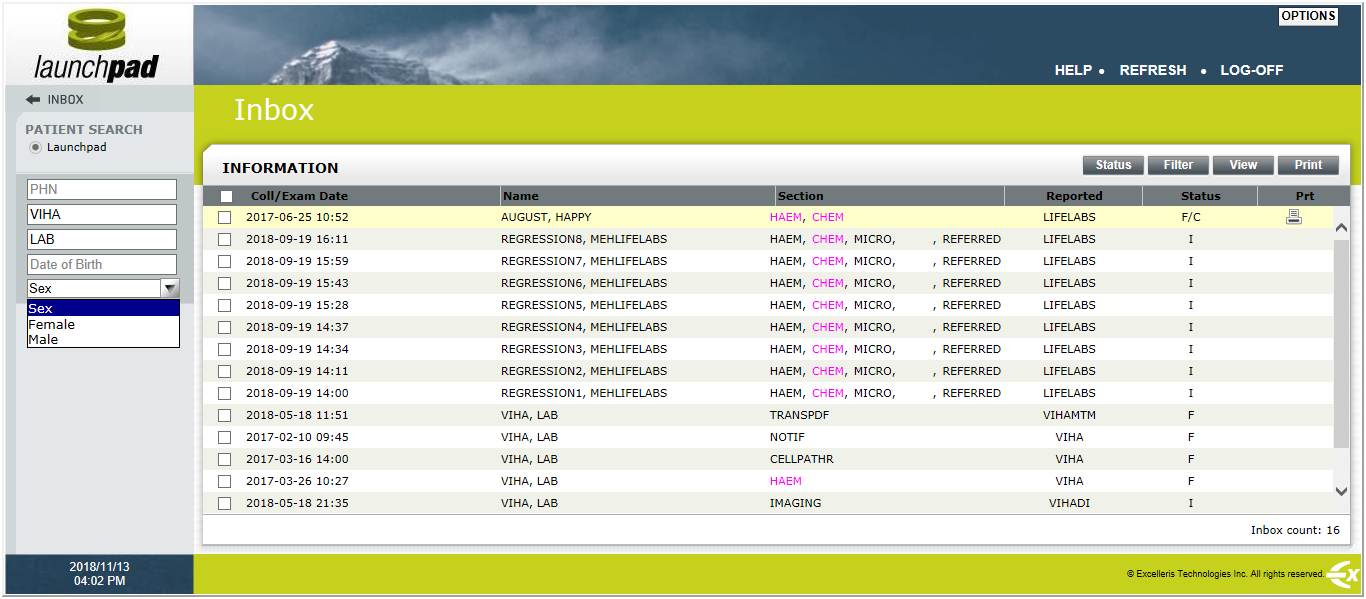 OPTIONS
launchpad
HELP • REFRESH • LOG-OFF
INBOX
Inbox
PATIENT SEARCH
Launchpad
PHN
VIHA
LAB
Date of Birth
Sex
Sex
Female
Male
INFORMATION
Status Filter View Print
Coll/Exam Date Name Section Reported Status Prt
2017-06-25 10:52 AUGUST, HAPPY HAEM, CHEM LIFELABS F/C
2018-09-19 16:11 REGRESSION8, MEHLIFELABS HAEM, CHEM, MICRO, , REFERRED LIFELABS I
2018-09-19 15:59 REGRESSION7, MEHLIFELABS HAEM, CHEM, MICRO, , REFERRED LIFELABS I
2018-09-19 15:43 REGRESSION6, MEHLIFELABS HAEM, CHEM, MICRO, , REFERRED LIFELABS I
2018-09-19 15:28 REGRESSION5, MEHLIFELABS HAEM, CHEM, MICRO, , REFERRED LIFELABS I
2018-09-19 14:37 REGRESSION4, MEHLIFELABS HAEM, CHEM, MICRO, , REFERRED LIFELABS I
2018-09-19 14:34 REGRESSION3, MEHLIFELABS HAEM, CHEM, MICRO, , REFERRED LIFELABS I
2018-09-19 14:11 REGRESSION2, MEHLIFELABS HAEM, CHEM, MICRO, , REFERRED LIFELABS I
2018-09-19 14:00 REGRESSION1, MEHLIFELABS HAEM, CHEM, MICRO, , REFERRED LIFELABS I
2018-05-18 11:51 VIHA, LAB TRANSPDF VIHAMTM F
2017-02-10 09:45 VIHA, LAB NOTIF VIHA F
2017-03-16 14:00 VIHA, LAB CELLPATHR VIHA F
2017-03-26 10:27 VIHA, LAB HAEM VIHA F
2018-05-18 21:35 VIHA, LAB IMAGING VIHADI I
Inbox count: 16
2018/11/13
04:02 PM
© Excelleris Technologies Inc. All rights reserved.